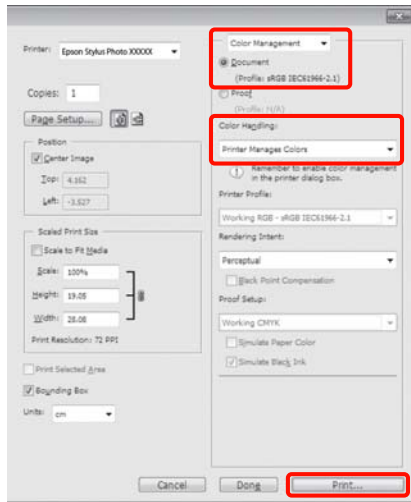 Printer: Epson Stylus Photo XXXXX
Copies: 1
Page Setup...
Position
Center Image
Top: 4.162
Left: -3.527
Scaled Print Size
Scale to Fit Media
Scale: 100%
Height: 19.05
Width: 28.08
Print Resolution: 72 PPI
Print Selected Area
Bounding Box
Units: cm
Color Management
Document
(Profile: sRGB IEC61966-2.1)
Proof
(Profile: N/A)
Color Handling:
Printer Manages Colors
Remember to enable color management
in the printer dialog box.
Printer Profile:
Working RGB - sRGB IEC61966-2.1
Rendering Intent:
Perceptual
Black Point Compensation
Proof Setup:
Working CMYK
Simulate Paper Color
Simulate Black Ink
Cancel
Done
Print...